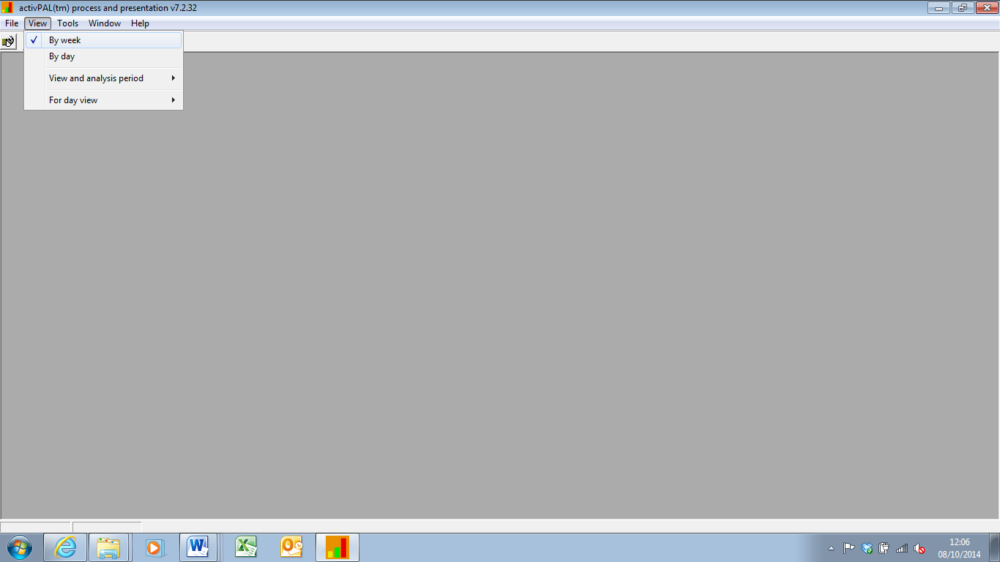 activPAL(tm) process and presentation v7.2.32
File View Tools Window Help
By week
By day
View and analysis period
For day view
12:06
08/10/2014